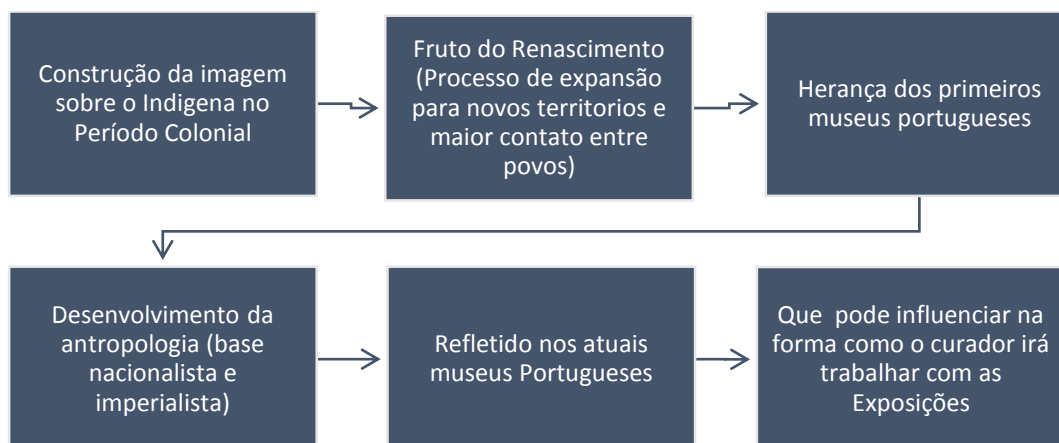 Construção da imagem
sobre o Indigena no
Período Colonial
Fruto do Renascimento
(Processo de expansão
para novos territorios e
maior contato entre
povos)
Herança dos primeiros
museus portugueses
Desenvolvimento da
antropologia (base
nacionalista e
imperialista)
Refletido nos atuais
museus Portugueses
Que  pode influenciar na
forma como o curador irá
trabalhar com as
Exposições